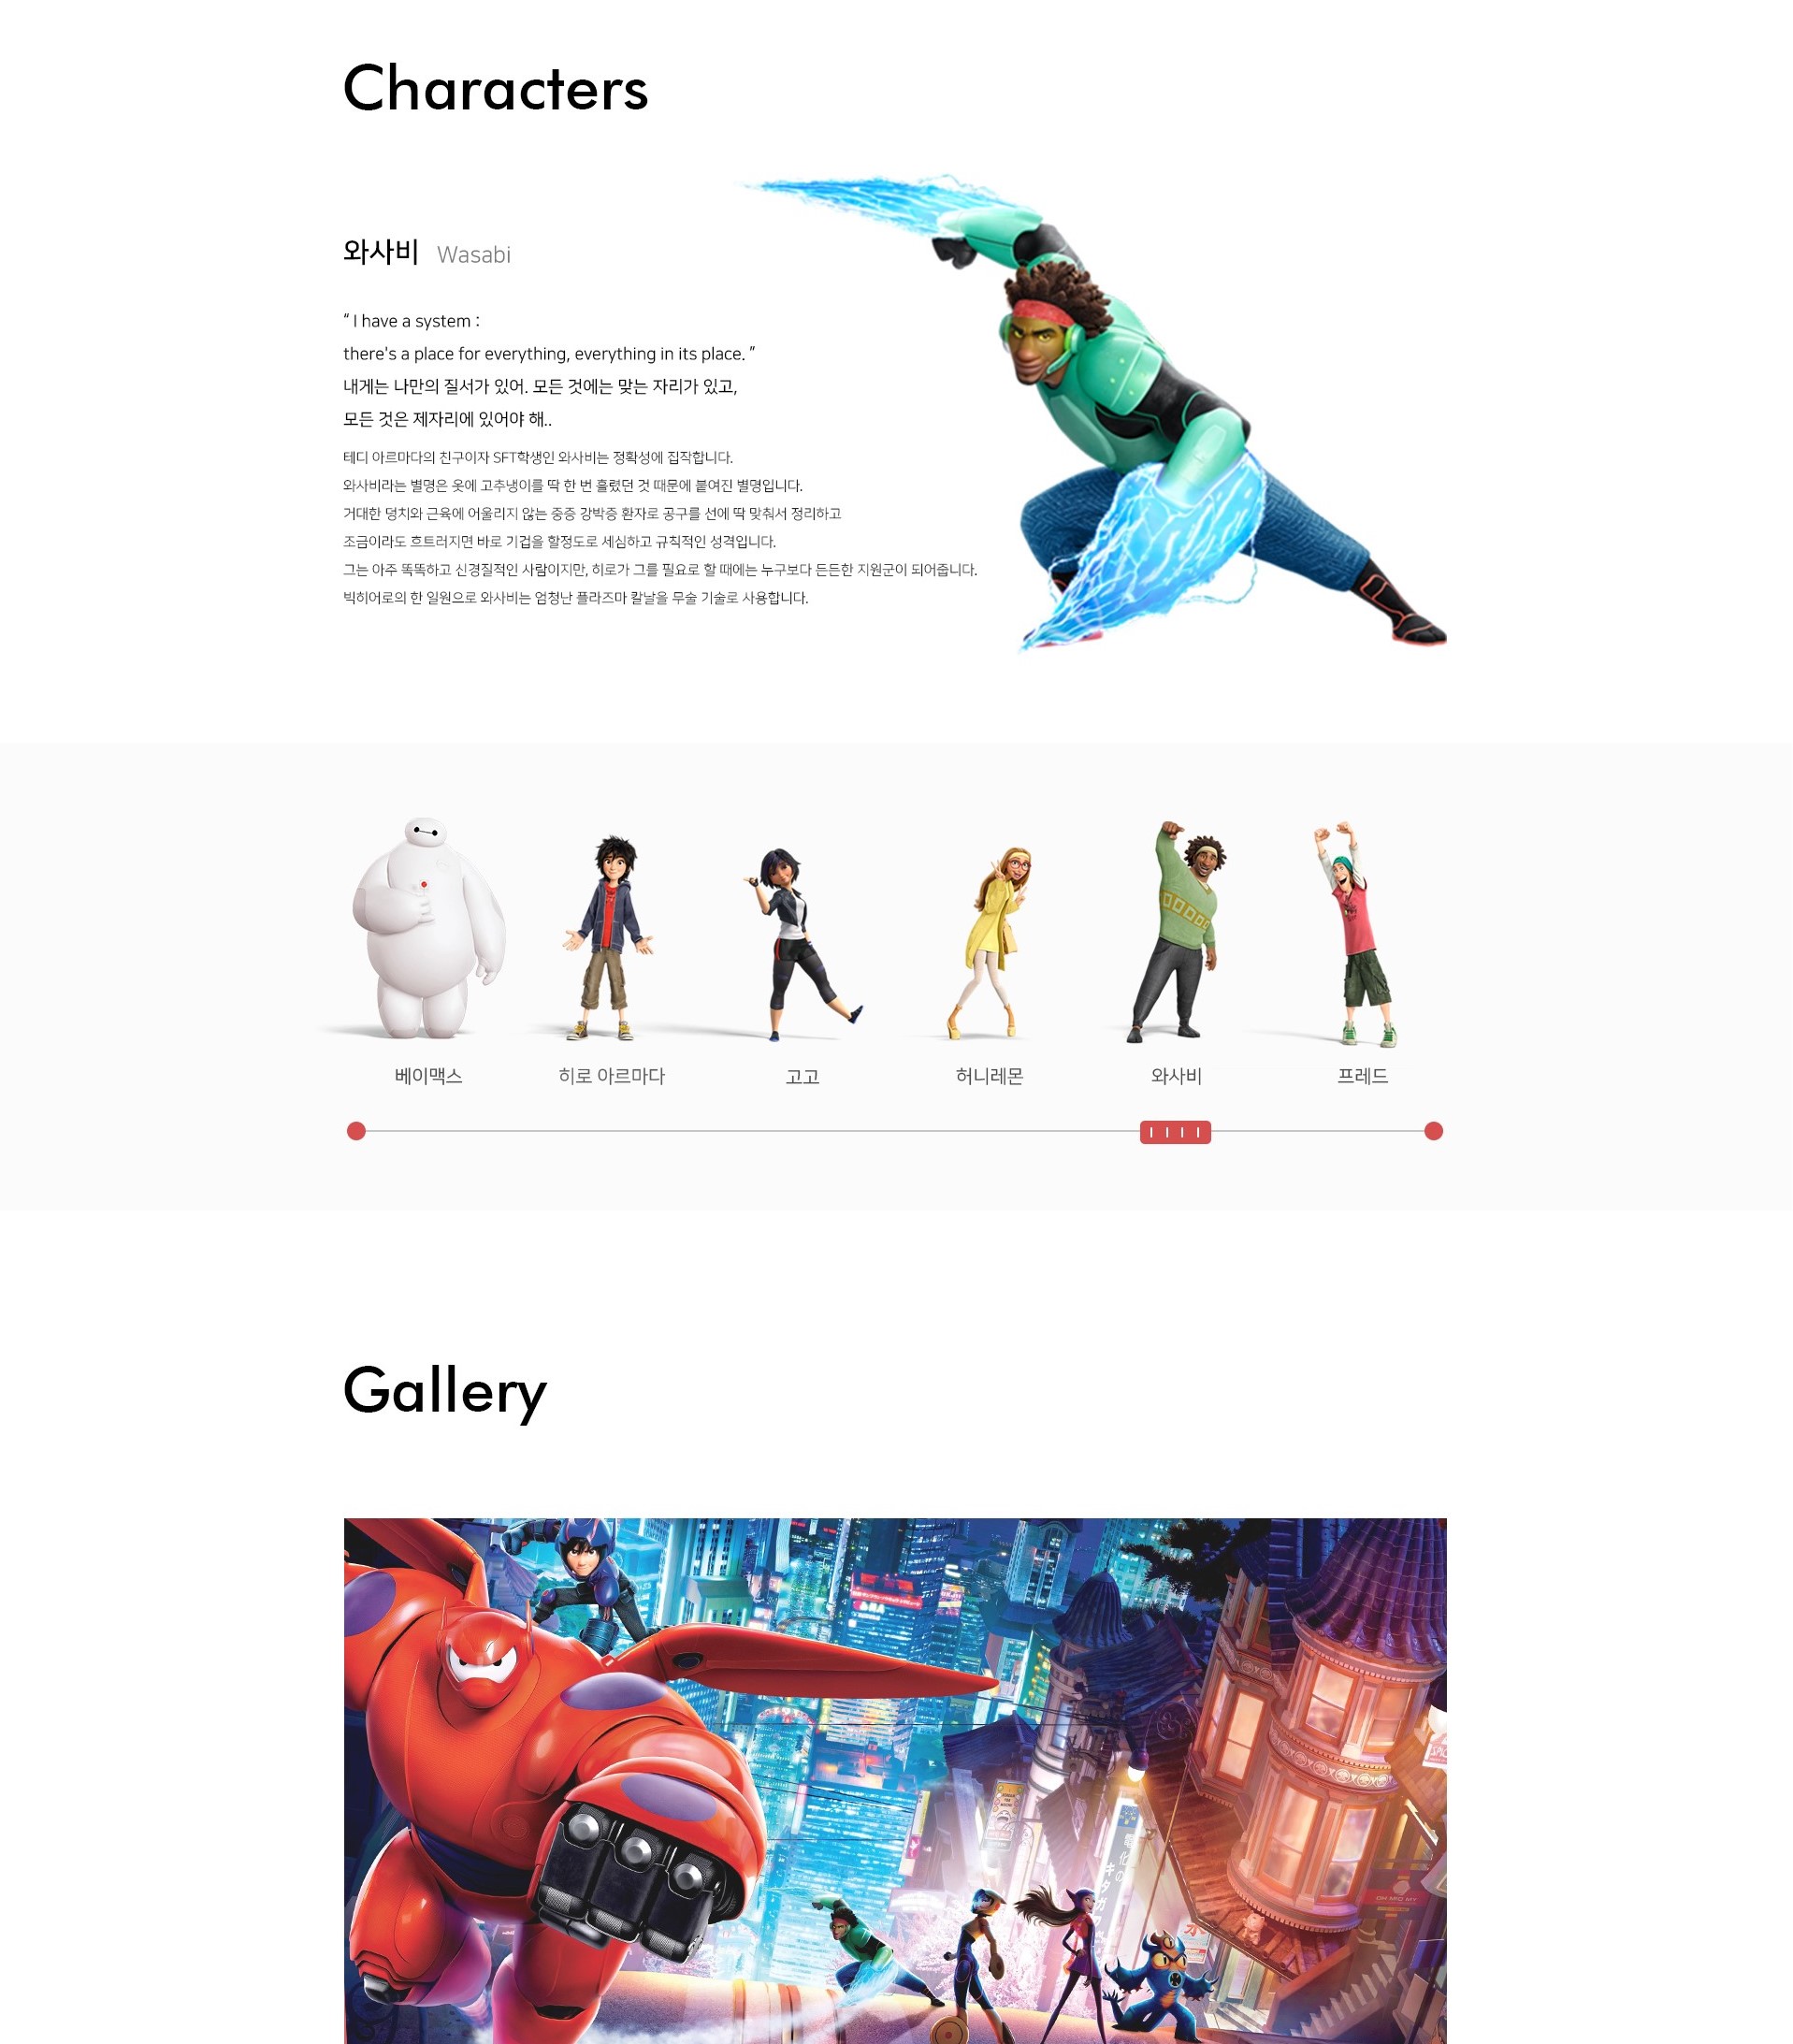 Characters
와사비 Wasabi
“ I have a system :
there's a place for everything, everything in its place. ”
내게는 나만의 질서가 있어. 모든 것에는 맞는 자리가 있고,
모든 것은 제자리에 있어야 해..
테디 아르마다의 친구이자 SFT학생인 와사비는 정확성에 집작합니다.
와사비라는 별명은 옷에 고추냉이를 딱 한 번 흘렸던 것 때문에 붙여진 별명입니다.
거대한 덩치와 근육에 어울리지 않는 중증 강박증 환자로 공구를 선에 딱 맞춰서 정리하고
조금이라도 흐트러지면 바로 기겁을 할정도로 세심하고 규칙적인 성격입니다.
그는 아주 똑똑하고 신경질적인 사람이지만, 히로가 그를 필요로 할 때에는 누구보다 든든한 지원군이 되어줍니다.
빅히어로의 한 일원으로 와사비는 엄청난 플라즈마 칼날을 무술 기술로 사용합니다.
베이맥스 히로 아르마다 고고 허니레몬 와사비 프레드
Gallery